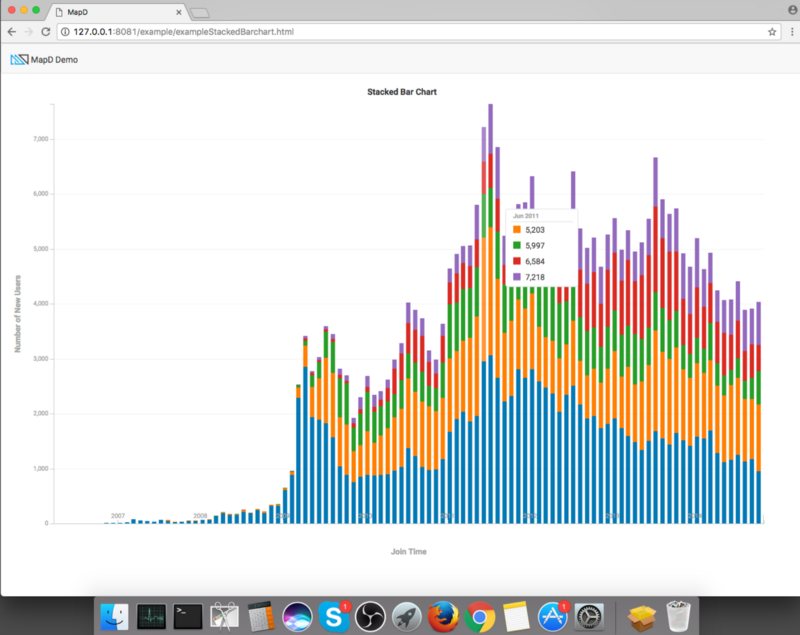 MapD
127.0.0.1:8081/example/exampleStackedBarchart.html
MapD Demo
Stacked Bar Chart
7,000
6,000
5,000
4,000
3,000
2,000
1,000
0
Number of New Users
Jun 2011
5,203
5,997
6,584
7,218
2007
2008
Join Time
1
1